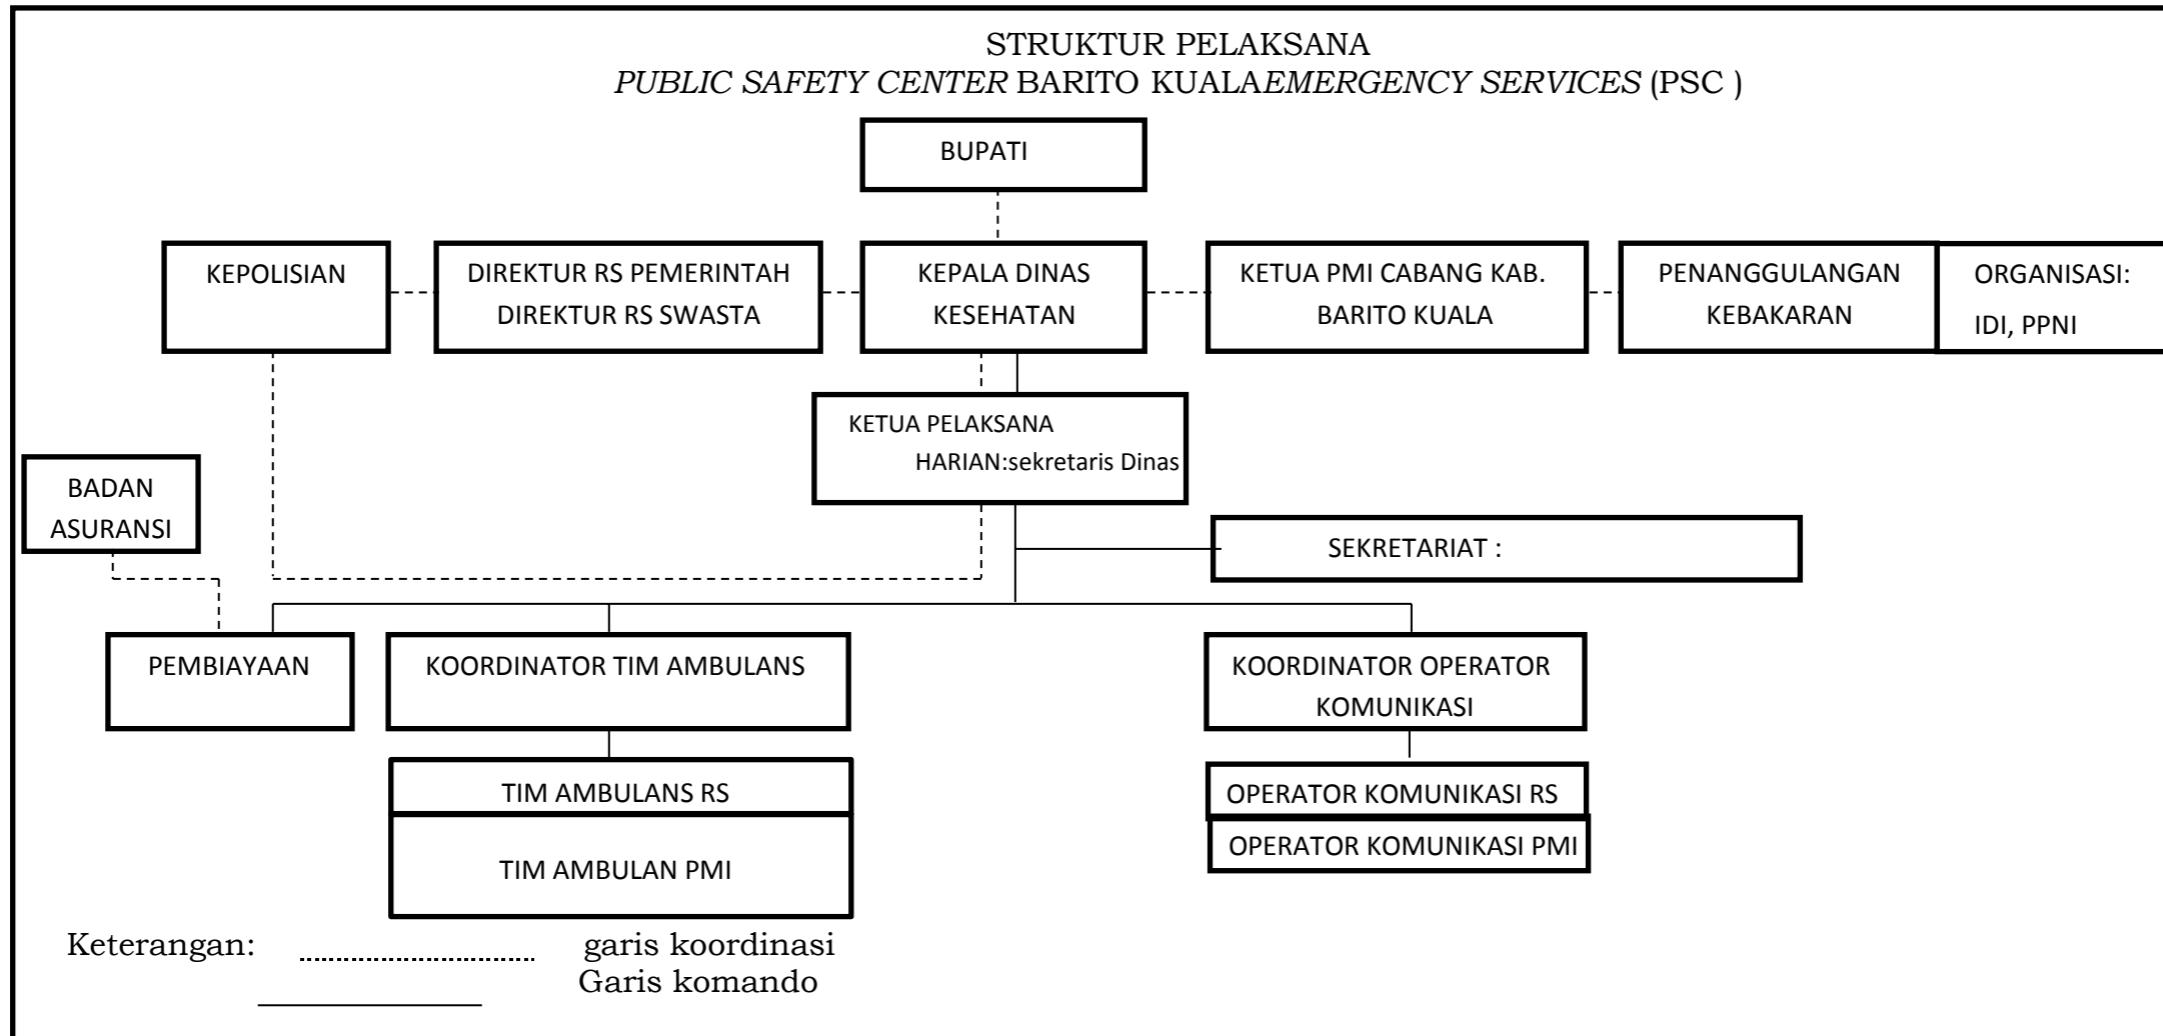 STRUKTUR PELAKSANA
PUBLIC SAFETY CENTER BARITO KUALAEMERGENCY SERVICES (PSC )
BUPATI
KEPOLISIAN
DIREKTUR RS PEMERINTAH
DIREKTUR RS SWASTA
KEPALA DINAS
KESEHATAN
KETUA PMI CABANG KAB.
BARITO KUALA
PENANGGULANGAN
KEBAKARAN
ORGANISASI:
IDI, PPNI
KETUA PELAKSANA
HARIAN:sekretaris Dinas
BADAN
ASURANSI
SEKRETARIAT :
PEMBIAYAAN
KOORDINATOR TIM AMBULANS
KOORDINATOR OPERATOR
KOMUNIKASI
TIM AMBULANS RS
TIM AMBULAN PMI
OPERATOR KOMUNIKASI RS
OPERATOR KOMUNIKASI PMI
Keterangan: ........................... garis koordinasi
Garis komando